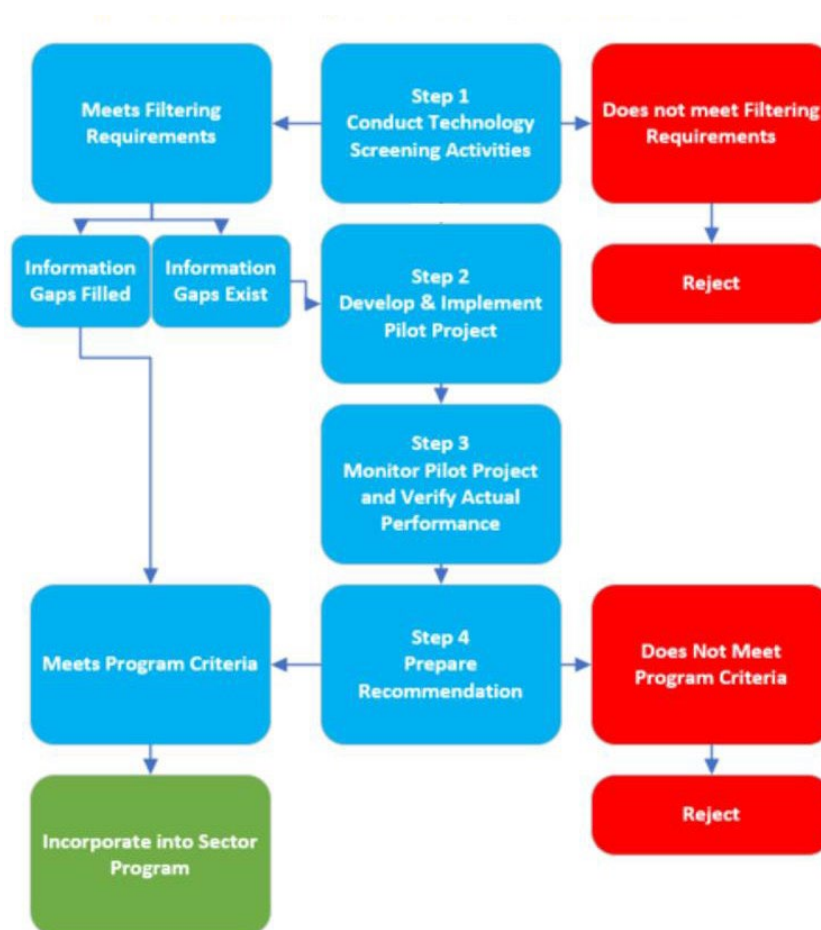 Meets Filtering
Requirements
Step 1
Conduct Technology
Screening Activities
Does not meet Filtering
Requirements
Information
Gaps Filled
Information
Gaps Exist
Step 2
Develop & Implement
Pilot Project
Reject
Step 3
Monitor Pilot Project
and Verify Actual
Performance
Meets Program Criteria
Step 4
Prepare
Recommendation
Does Not Meet
Program Criteria
Incorporate into Sector
Program
Reject